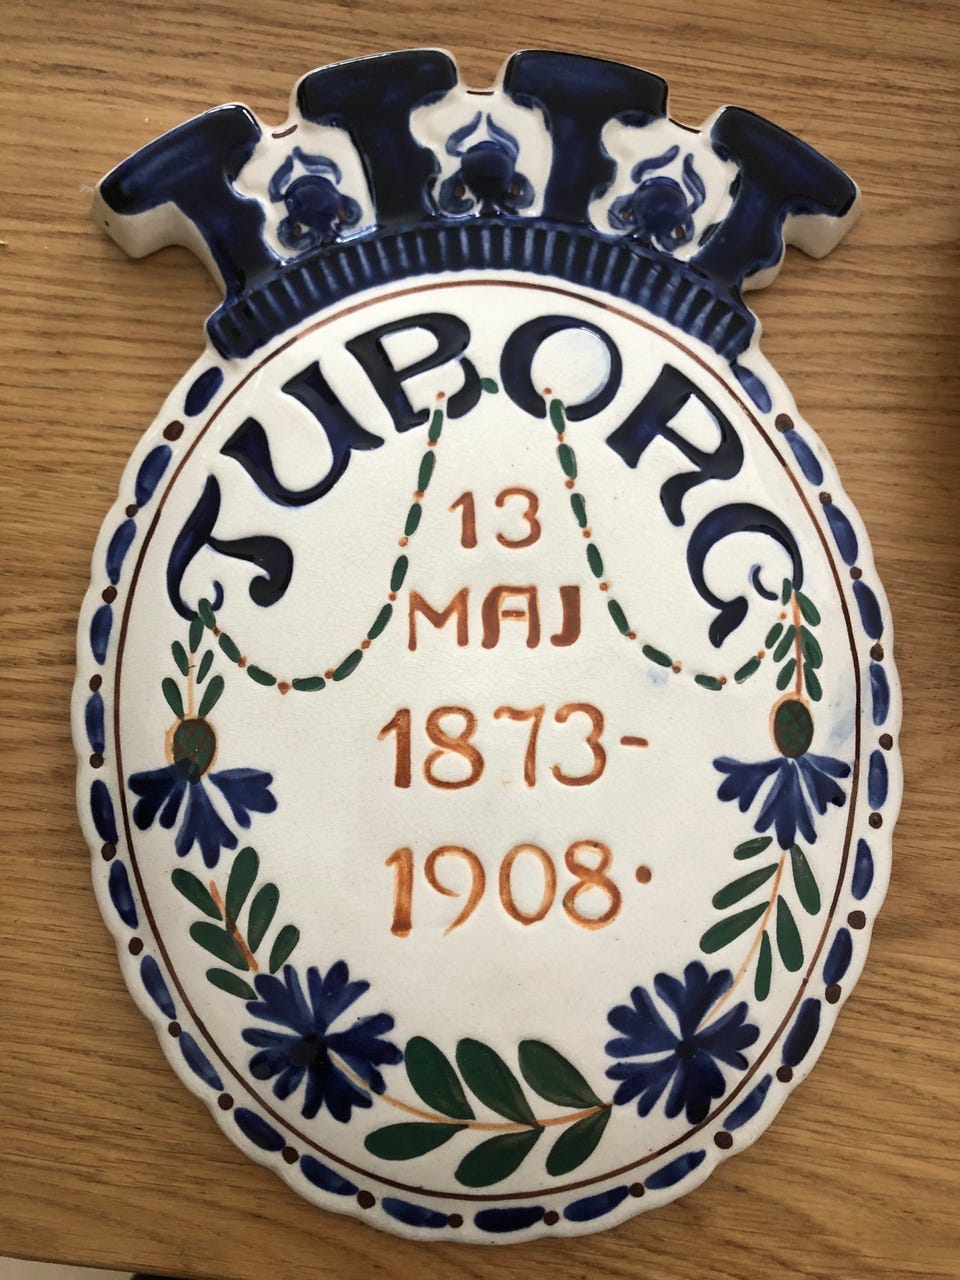 TUBORG
13
MAJ
1873-
1908·